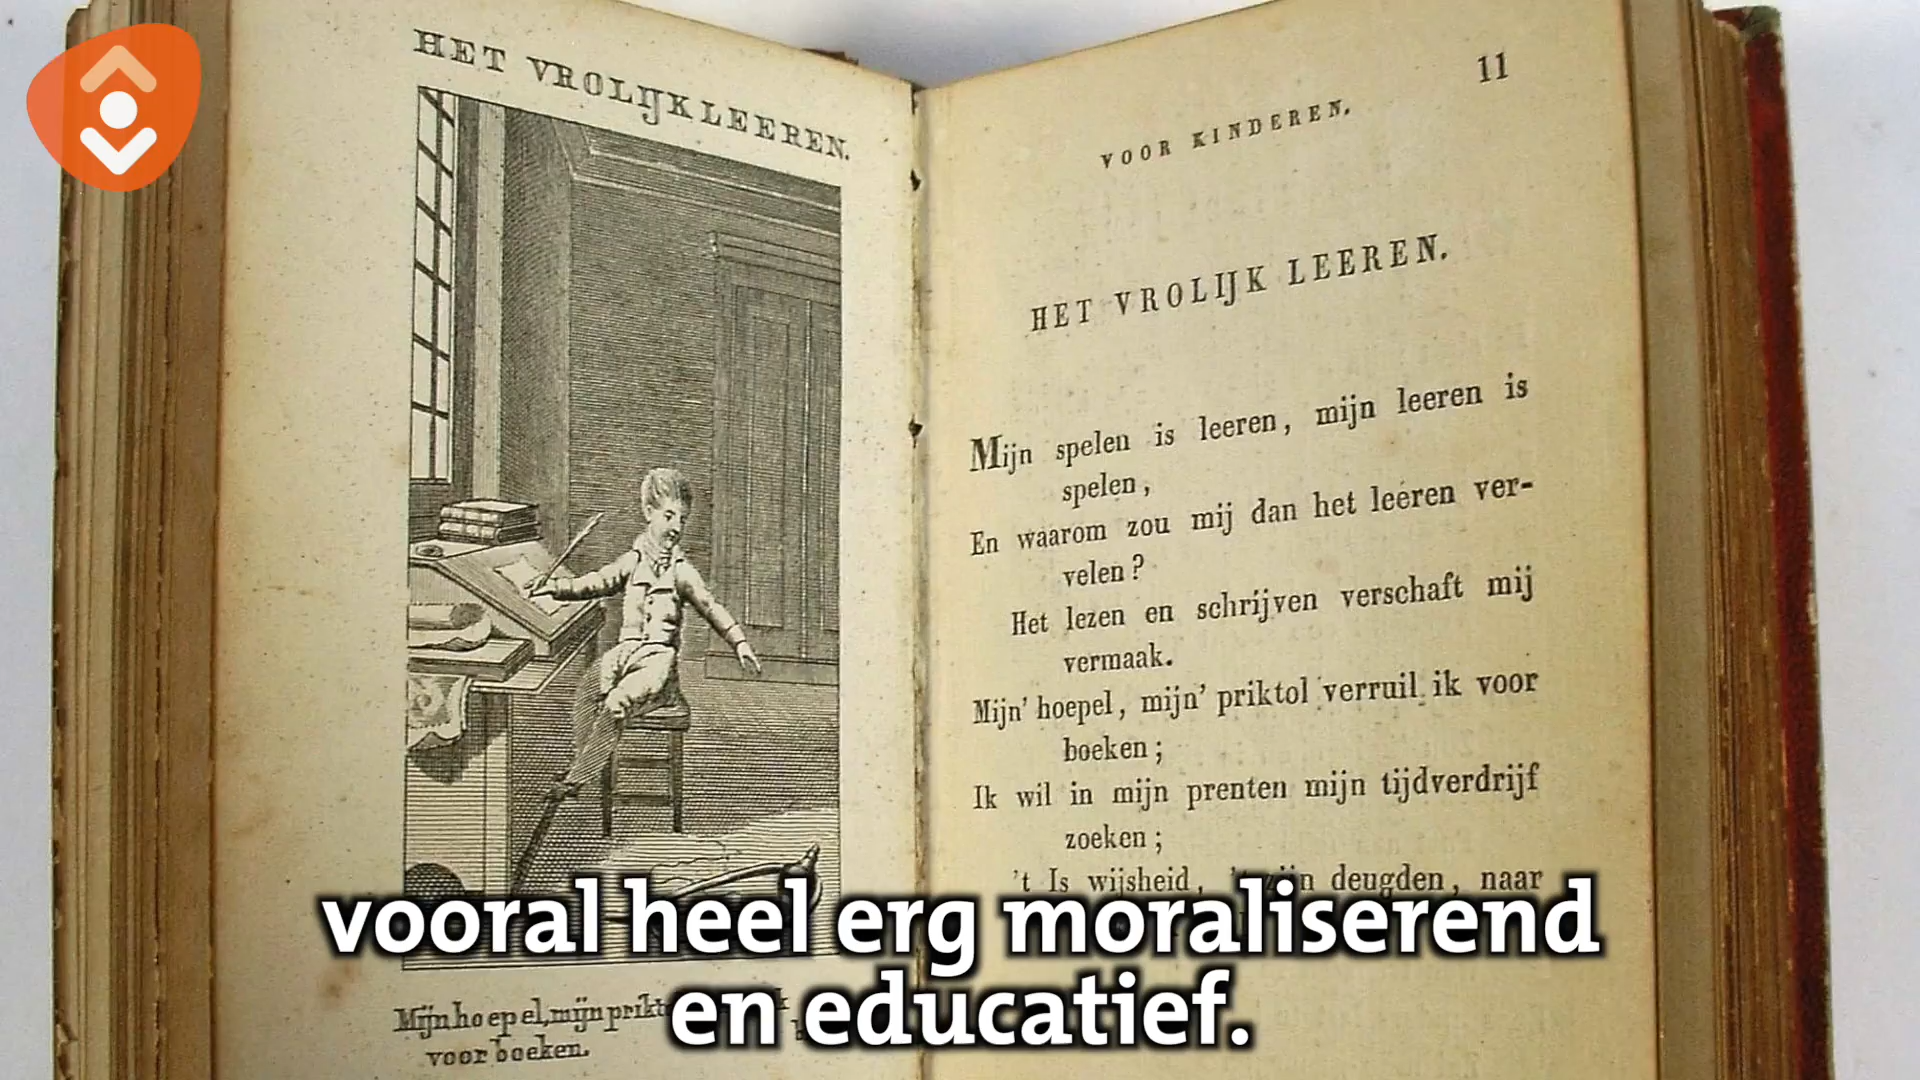 HET VROLIJK LEEREN.
Mijn hoepel, mijn
voor boeken.
11
VOOR KINDEREN.
HET VROLIJK LEEREN.
Mijn spelen is leeren, mijn leeren is
spelen,
En waarom zou mij dan het leeren ver-
velen?
Het lezen en schrijven verschaft mij
vermaak.
Mijn' hoepel, mijn' priktol verruil ik voor
boeken;
Ik wil in mijn prenten mijn tijdverdrijf
zoeken;
't Is wijsheid, deugden, naar
vooral heel erg moraliserend
en educatief.